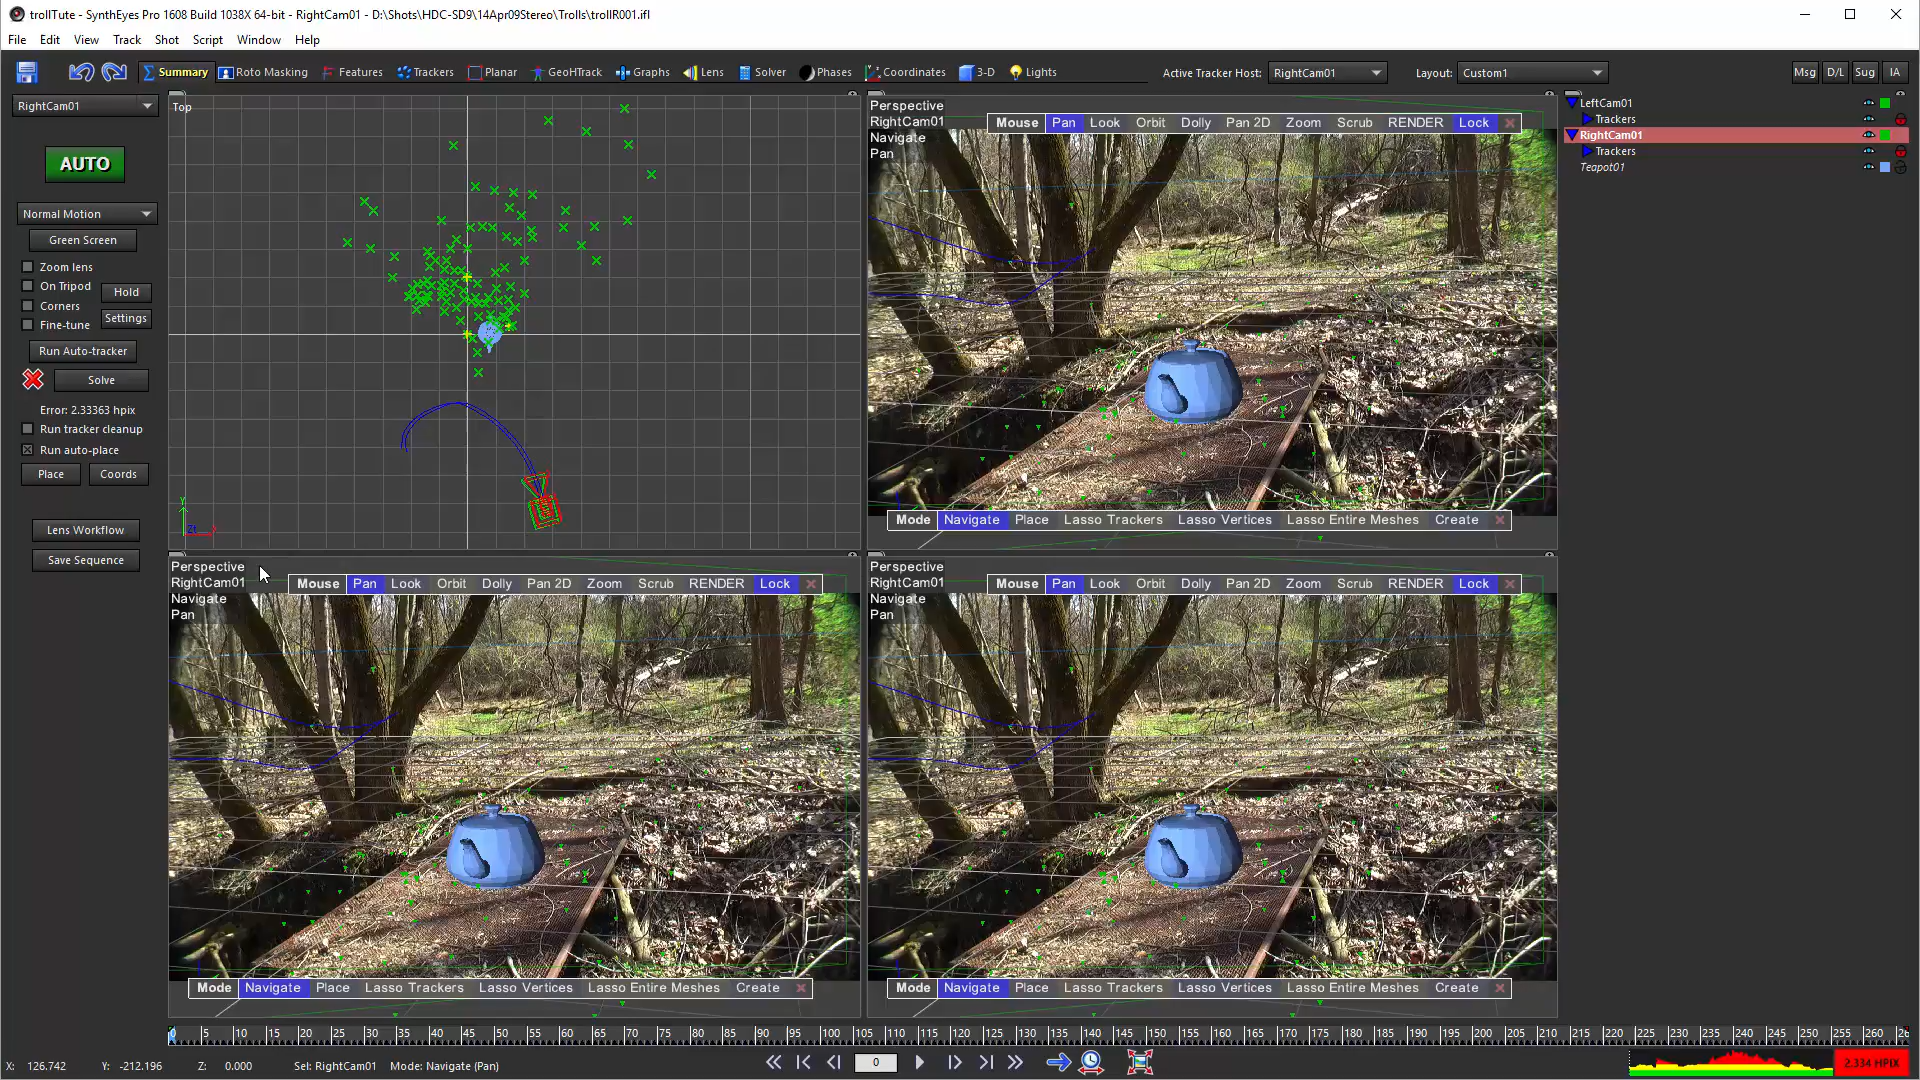 trollTute - SynthEyes Pro 1608 Build 1038X 64-bit - RightCam01 - D:\Shots\HDC-SD9\14Apr09Stereo\Trolls\trollR001.ifl
File Edit View Track Shot Script Window Help
Summary Roto Masking Features Trackers Planar GeoHTrack Graphs Lens Solver Phases Coordinates 3-D Lights Active Tracker Host: RightCam01 Layout: Custom1 Msg D/L Sug IA
RightCam01
AUTO
Normal Motion
Green Screen
Zoom lens
On Tripod
Hold
Corners
Settings
Fine-tune
Run Auto-tracker
Solve
Error: 2.33363 hpix
Run tracker cleanup
Run auto-place
Place Coords
Lens Workflow
Save Sequence
Top
Perspective
RightCam01
Navigate
Pan
Mouse Pan Look Orbit Dolly Pan 2D Zoom Scrub RENDER Lock
Mode Navigate Place Lasso Trackers Lasso Vertices Lasso Entire Meshes Create
LeftCam01
Trackers
RightCam01
Trackers
Teapot01
Perspective
RightCam01
Navigate
Pan
Mouse Pan Look Orbit Dolly Pan 2D Zoom Scrub RENDER Lock
Mode Navigate Place Lasso Trackers Lasso Vertices Lasso Entire Meshes Create
Perspective
RightCam01
Navigate
Pan
Mouse Pan Look Orbit Dolly Pan 2D Zoom Scrub RENDER Lock
Mode Navigate Place Lasso Trackers Lasso Vertices Lasso Entire Meshes Create
0 5 10 15 20 25 30 35 40 45 50 55 60 65 70 75 80 85 90 95 100 105 110 115 120 125 130 135 140 145 150 155 160 165 170 175 180 185 190 195 200 205 210 215 220 225 230 235 240 245 250 255 260
X: 126.742 Y: -212.196 Z: 0.000 Sel: RightCam01 Mode: Navigate (Pan) 0 2.334 HPIX